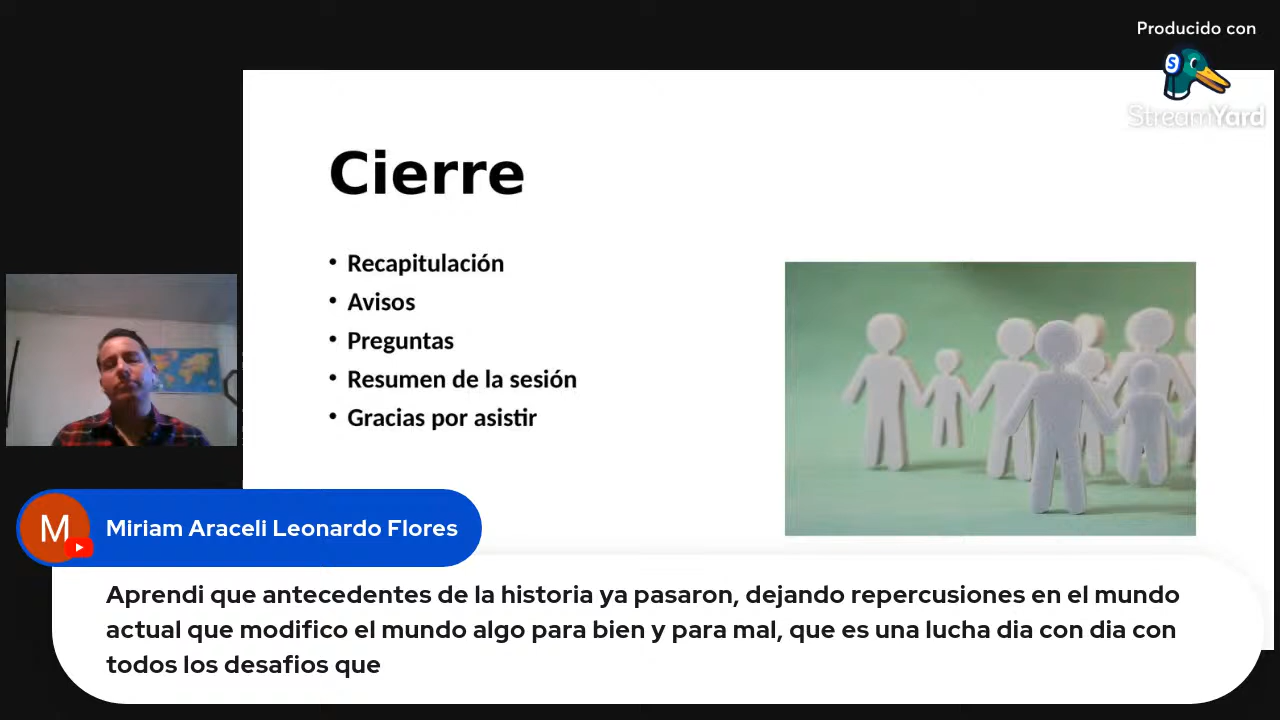 Producido con
StreamYard
Cierre
• Recapitulación
• Avisos
• Preguntas
• Resumen de la sesión
• Gracias por asistir
M
Miriam Araceli Leonardo Flores
Aprendi que antecedentes de la historia ya pasaron, dejando repercusiones en el mundo
actual que modifico el mundo algo para bien y para mal, que es una lucha dia con dia con
todos los desafios que